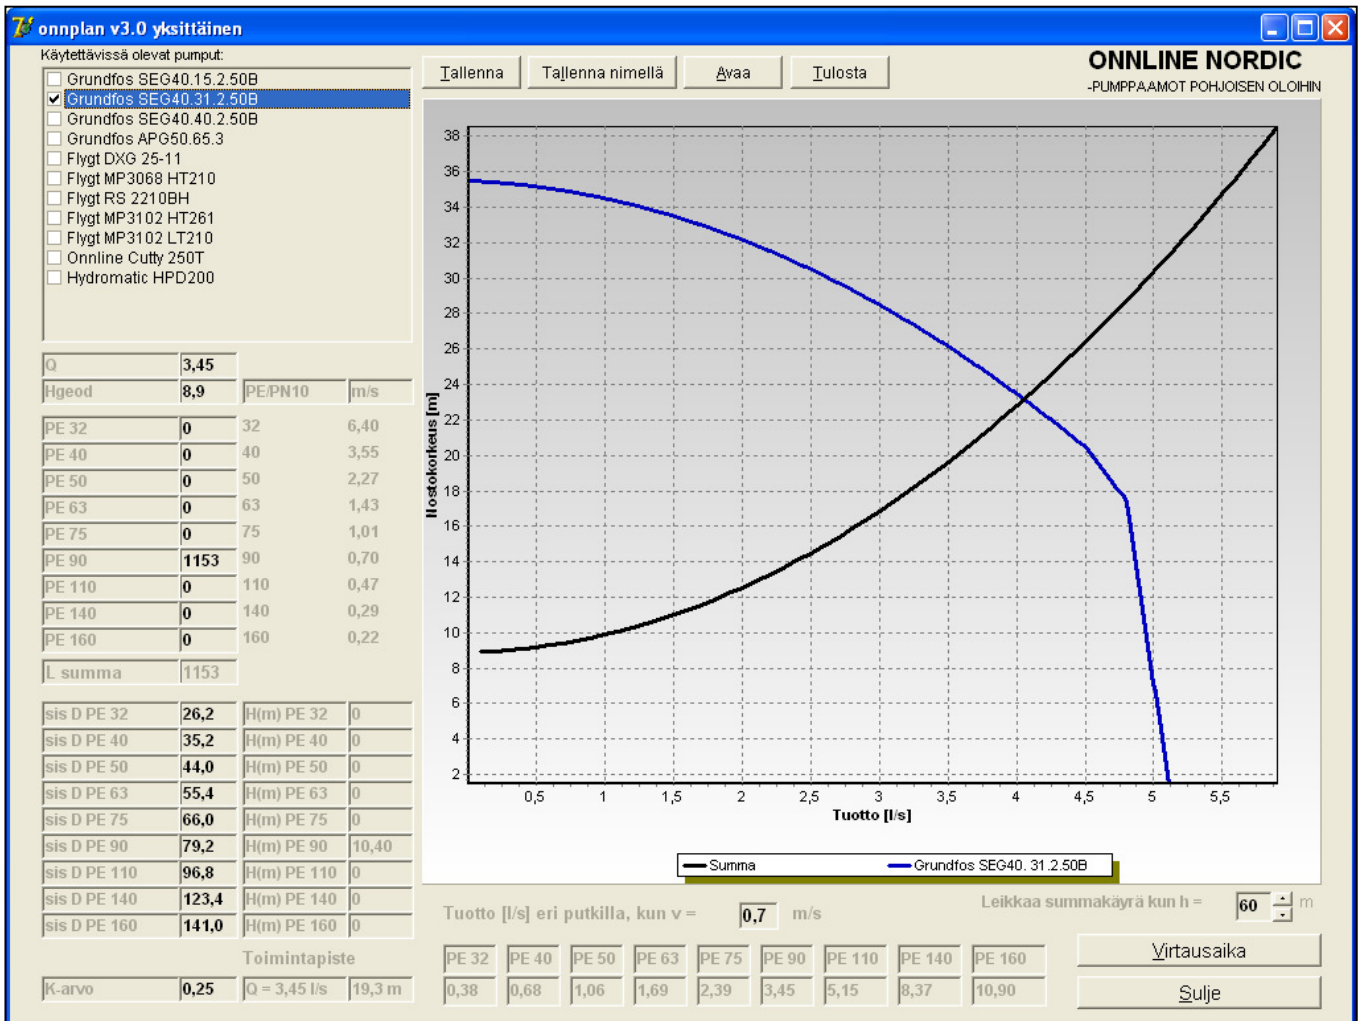 onnplan v3.0 yksittäinen
Käytettävissä olevat pumput:
Grundfos SEG40.15.2.50B
Grundfos SEG40.31.2.50B
Grundfos SEG40.40.2.50B
Grundfos APG50.65.3
Flygt DXG 25-11
Flygt MP3068 HT210
Flygt RS 2210BH
Flygt MP3102 HT261
Flygt MP3102 LT210
Onnline Cutty 250T
Hydromatic HPD200
Tallenna
Tallenna nimellä
Avaa
Tulosta
ONNLINE NORDIC
-PUMPPAAMOT POHJOISEN OLOIHIN
Q 3,45
Hgeod 8,9 PE/PN10 m/s
PE 32 0 32 6,40
PE 40 0 40 3,55
PE 50 0 50 2,27
PE 63 0 63 1,43
PE 75 0 75 1,01
PE 90 1153 90 0,70
PE 110 0 110 0,47
PE 140 0 140 0,29
PE 160 0 160 0,22
L summa 1153
sis D PE 32 26,2 H(m) PE 32 0
sis D PE 40 35,2 H(m) PE 40 0
sis D PE 50 44,0 H(m) PE 50 0
sis D PE 63 55,4 H(m) PE 63 0
sis D PE 75 66,0 H(m) PE 75 0
sis D PE 90 79,2 H(m) PE 90 10,40
sis D PE 110 96,8 H(m) PE 110 0
sis D PE 140 123,4 H(m) PE 140 0
sis D PE 160 141,0 H(m) PE 160 0
Toimintapiste
K-arvo 0,25 Q = 3,45 l/s 19,3 m
Nostokorkeus [m]
38
36
34
32
30
28
26
24
22
20
18
16
14
12
10
8
6
4
2
0,5 1 1,5 2 2,5 3 3,5 4 4,5 5 5,5
Tuotto [l/s]
Summa
Grundfos SEG40. 31.2.50B
Tuotto [l/s] eri putkilla, kun v = 0,7 m/s
Leikkaa summakäyrä kun h = 60 m
PE 32 PE 40 PE 50 PE 63 PE 75 PE 90 PE 110 PE 140 PE 160
0,38 0,68 1,06 1,69 2,39 3,45 5,15 8,37 10,90
Virtausaika
Sulje